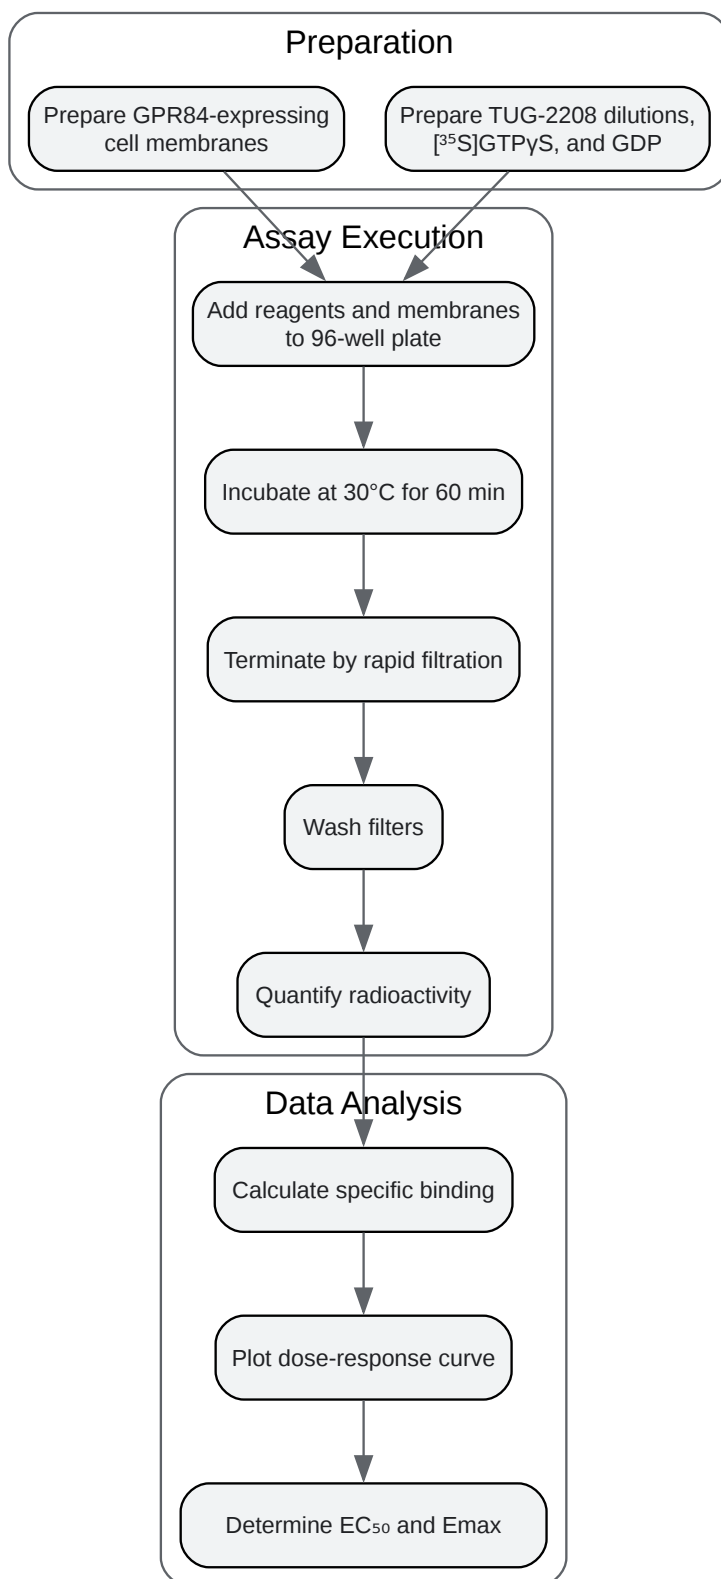 Preparation
Prepare GPR84-expressing
cell membranes
Prepare TUG-2208 dilutions,
[³⁵S]GTPγS, and GDP
Assay Execution
Add reagents and membranes
to 96-well plate
Incubate at 30°C for 60 min
Terminate by rapid filtration
Wash filters
Quantify radioactivity
Data Analysis
Calculate specific binding
Plot dose-response curve
Determine EC₅₀ and Emax